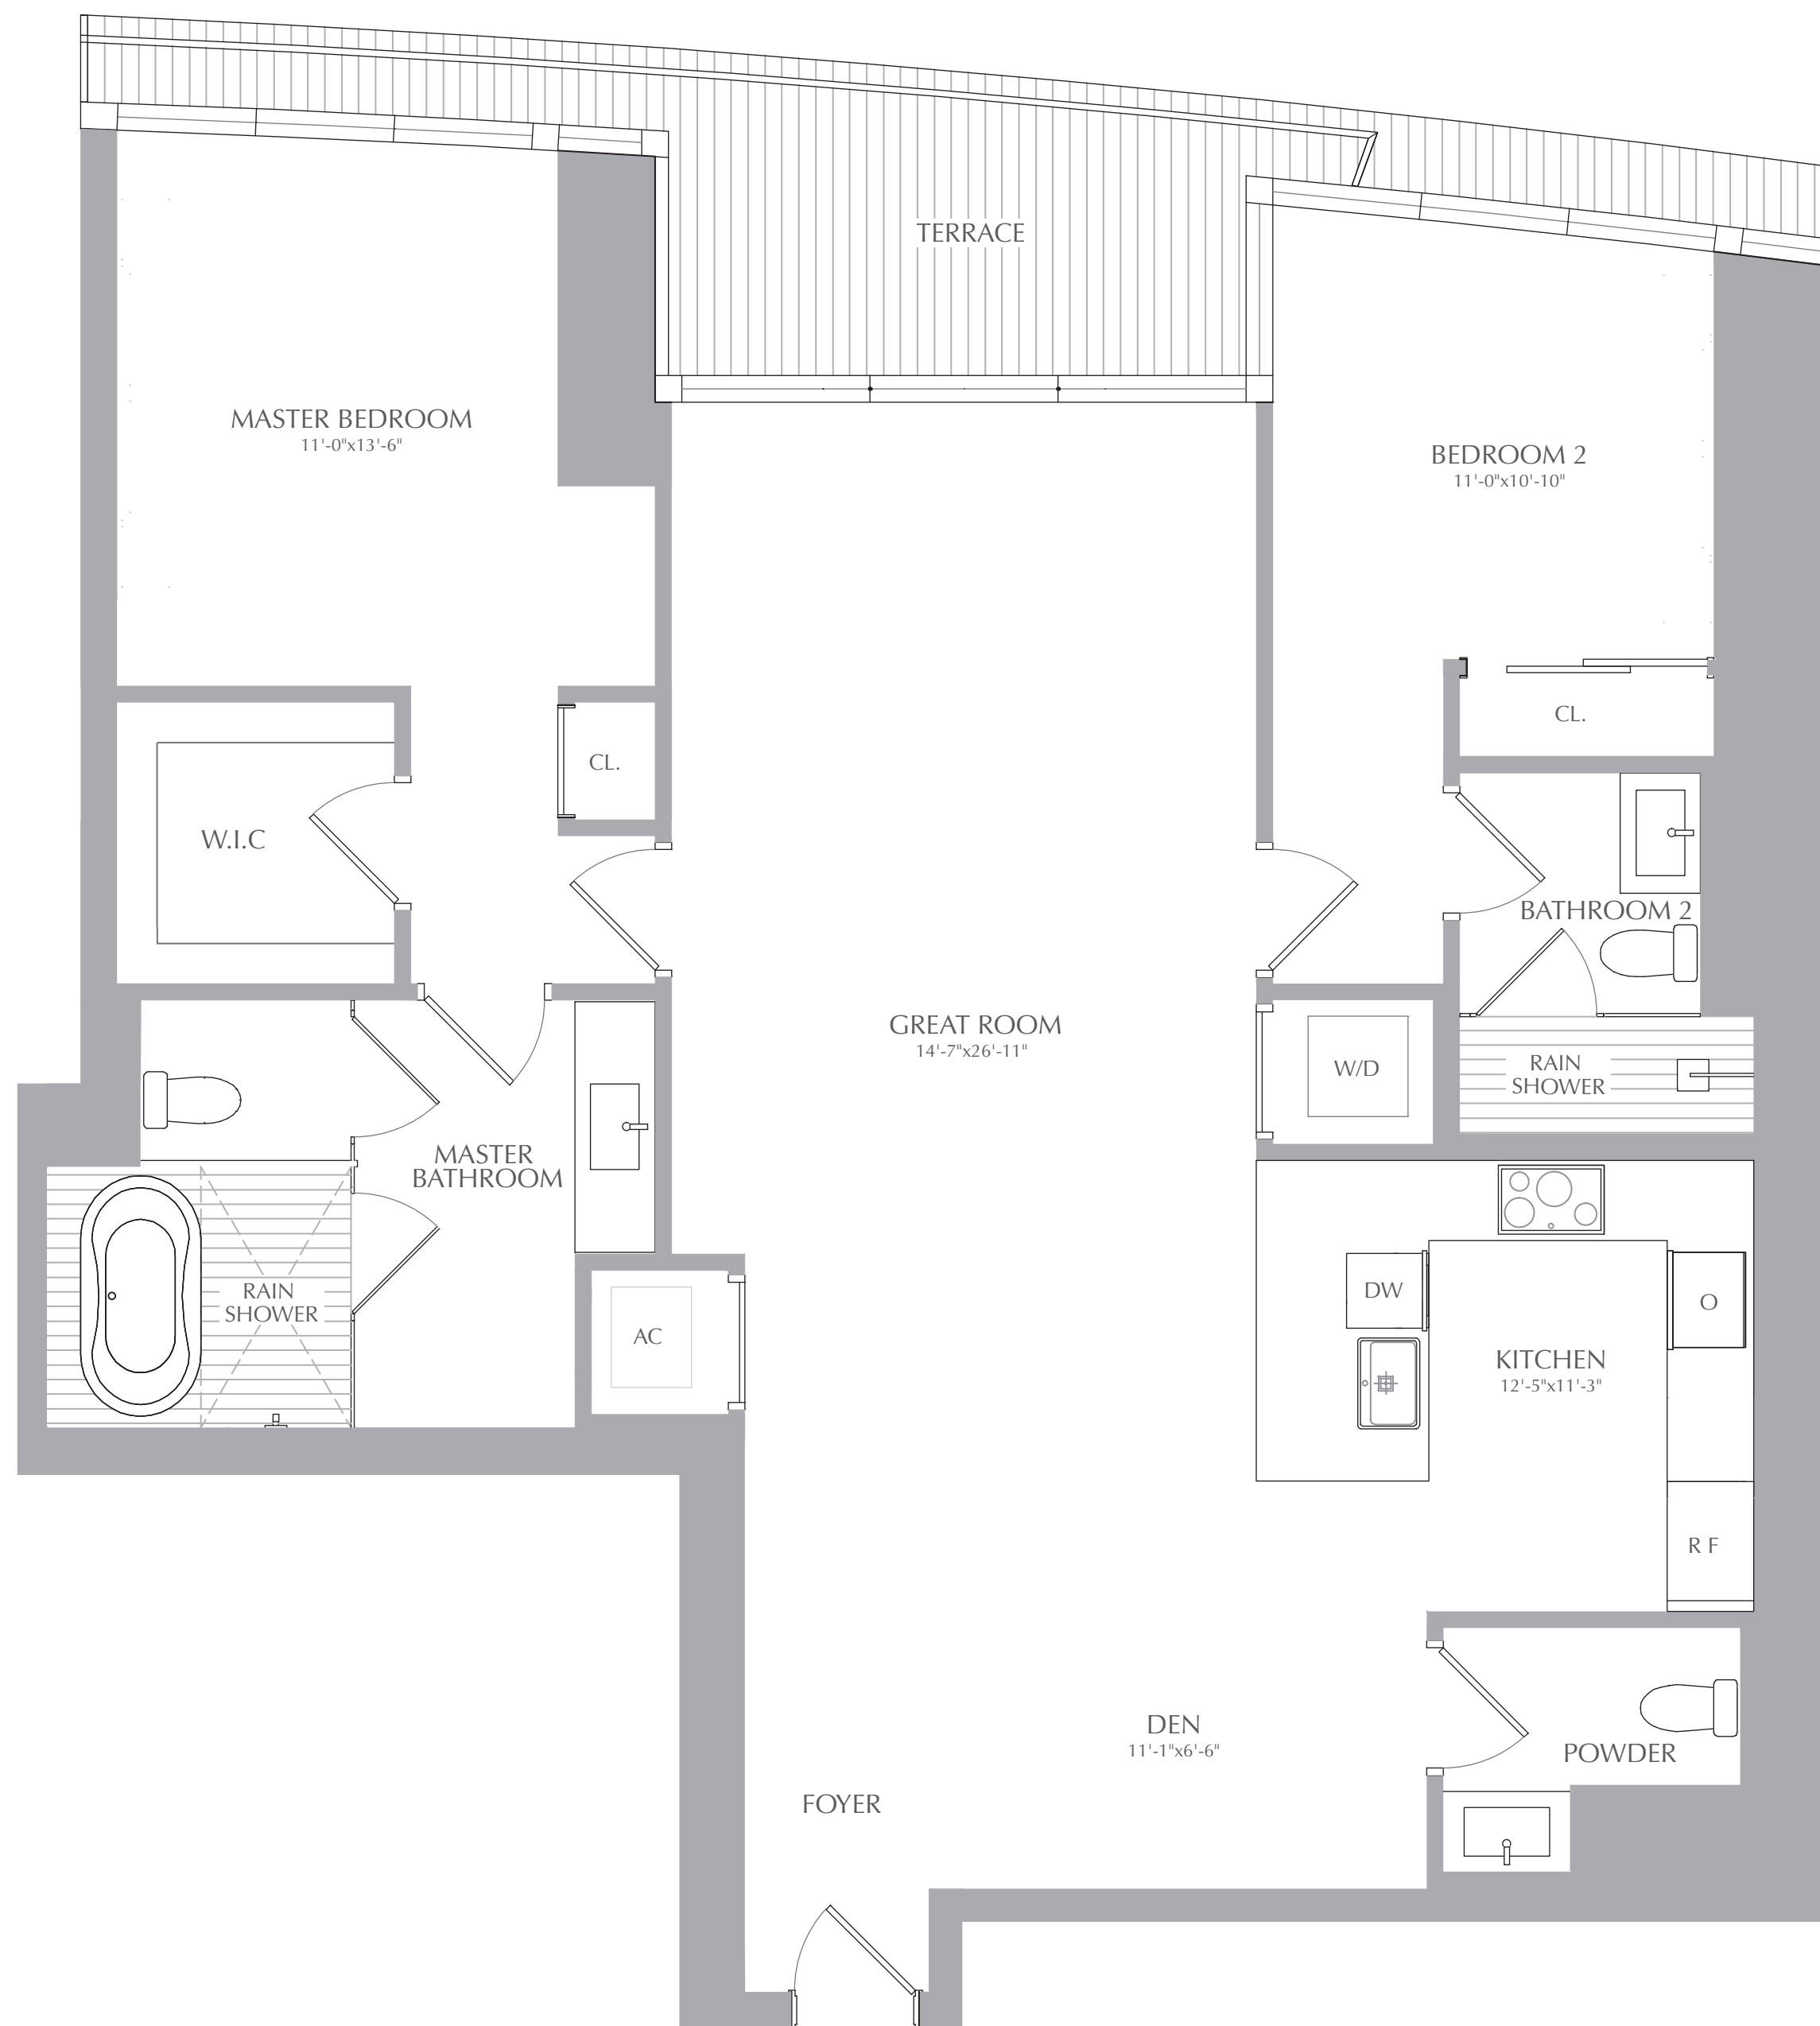 TERRACE
MASTER BEDROOM
11'-0"x13'-6"
BEDROOM 2
11'-0"x10'-10"
CL.
CL.
W.I.C
BATHROOM 2
GREAT ROOM
14'-7"x26'-11"
W/D
RAIN
SHOWER
MASTER
BATHROOM
RAIN
SHOWER
AC
DW
O
KITCHEN
12'-5"x11'-3"
R F
DEN
11'-1"x6'-6"
POWDER
FOYER